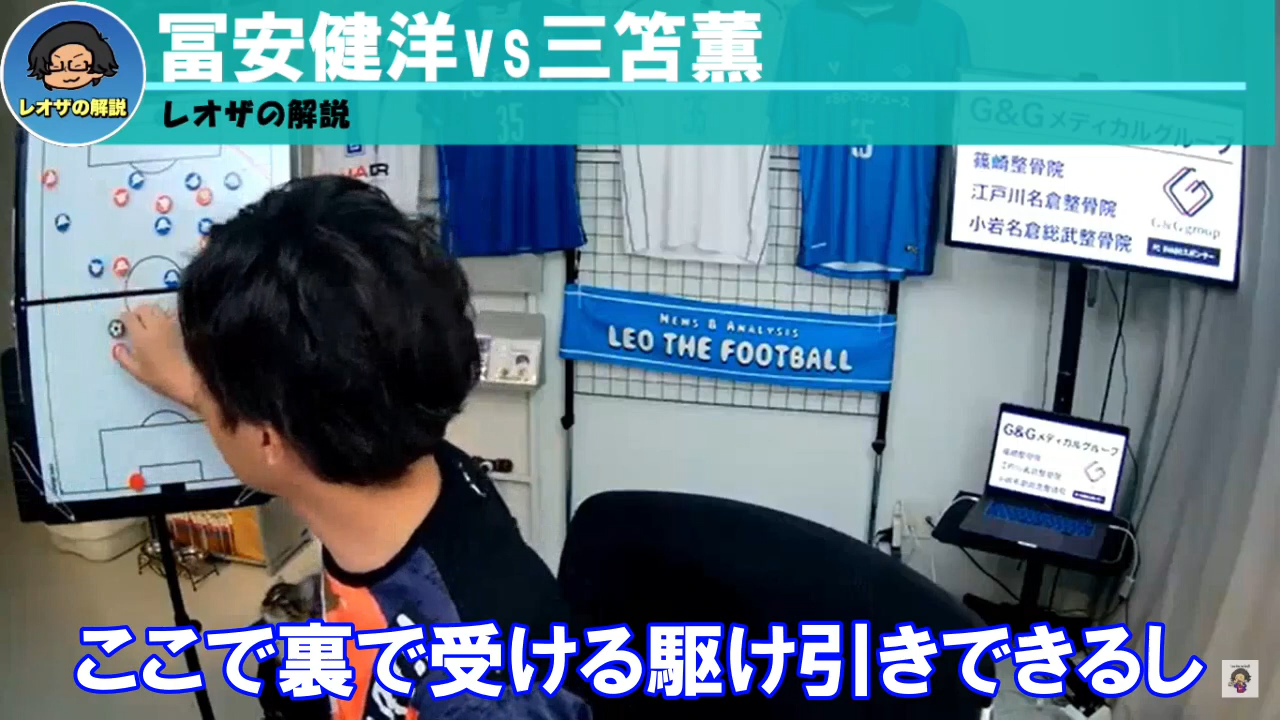 冨安健洋vs三笘薫
レオザの解説
レオザの解説
G&Gメディカルグループ
篠崎整骨院
江戸川名倉整骨院
小岩名倉総武整骨院
G&G group
35
35
NEWS & ANALYSIS
LEO THE FOOTBALL
G&Gメディカルグループ
ここで裏で受ける駆け引きできるし